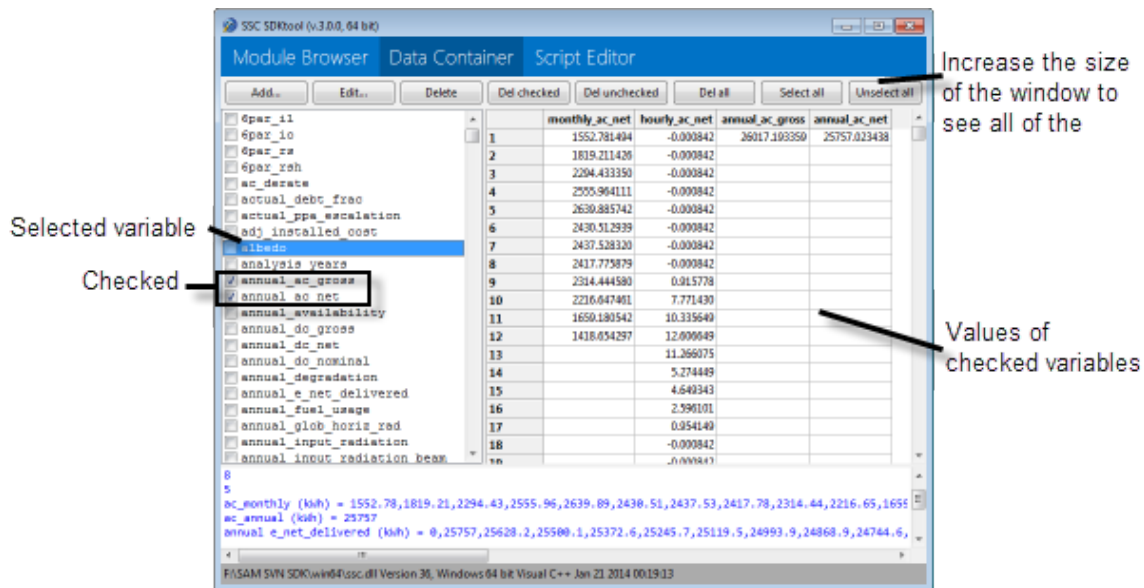 SSC SDKtool (v.3.0.0, 64 bit)
Module Browser Data Container Script Editor
Add... Edit... Delete Del checked Del unchecked Del all Select all Unselect all
Increase the size
of the window to
see all of the
6par_il
6par_io
6par_rs
6par_rsh
ac_derate
actual_debt_frac
actual_ppa_escalation
adj_installed_cost
albedo
analysis_years
annual_ac_gross
annual_ac_net
annual_availability
annual_dc_gross
annual_dc_net
annual_dc_nominal
annual_degradation
annual_e_net_delivered
annual_fuel_usage
annual_glob_horiz_rad
annual_input_radiation
annual_input_radiation_beam
Selected variable
Checked
monthly_ac_net hourly_ac_net annual_ac_gross annual_ac_net
1 1552.781494 -0.000842 26017.193359 25757.023438
2 1819.211426 -0.000842
3 2294.433350 -0.000842
4 2555.964111 -0.000842
5 2639.885742 -0.000842
6 2430.512939 -0.000842
7 2437.528320 -0.000842
8 2417.775879 -0.000842
9 2314.444580 0.915778
10 2216.647461 7.771430
11 1659.180542 10.335649
12 1418.654297 12.606649
13 11.266075
14 5.274449
15 4.649343
16 2.596101
17 0.954149
18 -0.000842
19 -0.000842
Values of
checked variables
8
5
ac_monthly (kWh) = 1552.78,1819.21,2294.43,2555.96,2639.89,2430.51,2437.53,2417.78,2314.44,2216.65,1659
ac_annual (kWh) = 25757
annual e_net_delivered (kWh) = 0,25757,25628.2,25500.1,25372.6,25245.7,25119.5,24993.9,24868.9,24744.6,
F:\SAM SVN SDK\win64\ssc.dll Version 36, Windows 64 bit Visual C++ Jan 21 2014 00:19:13